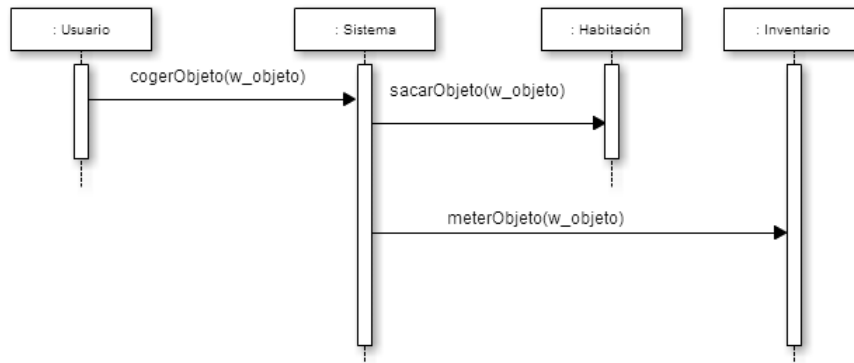 : Usuario
: Sistema
: Habitación
: Inventario
cogerObjeto(w_objeto)
sacarObjeto(w_objeto)
meterObjeto(w_objeto)